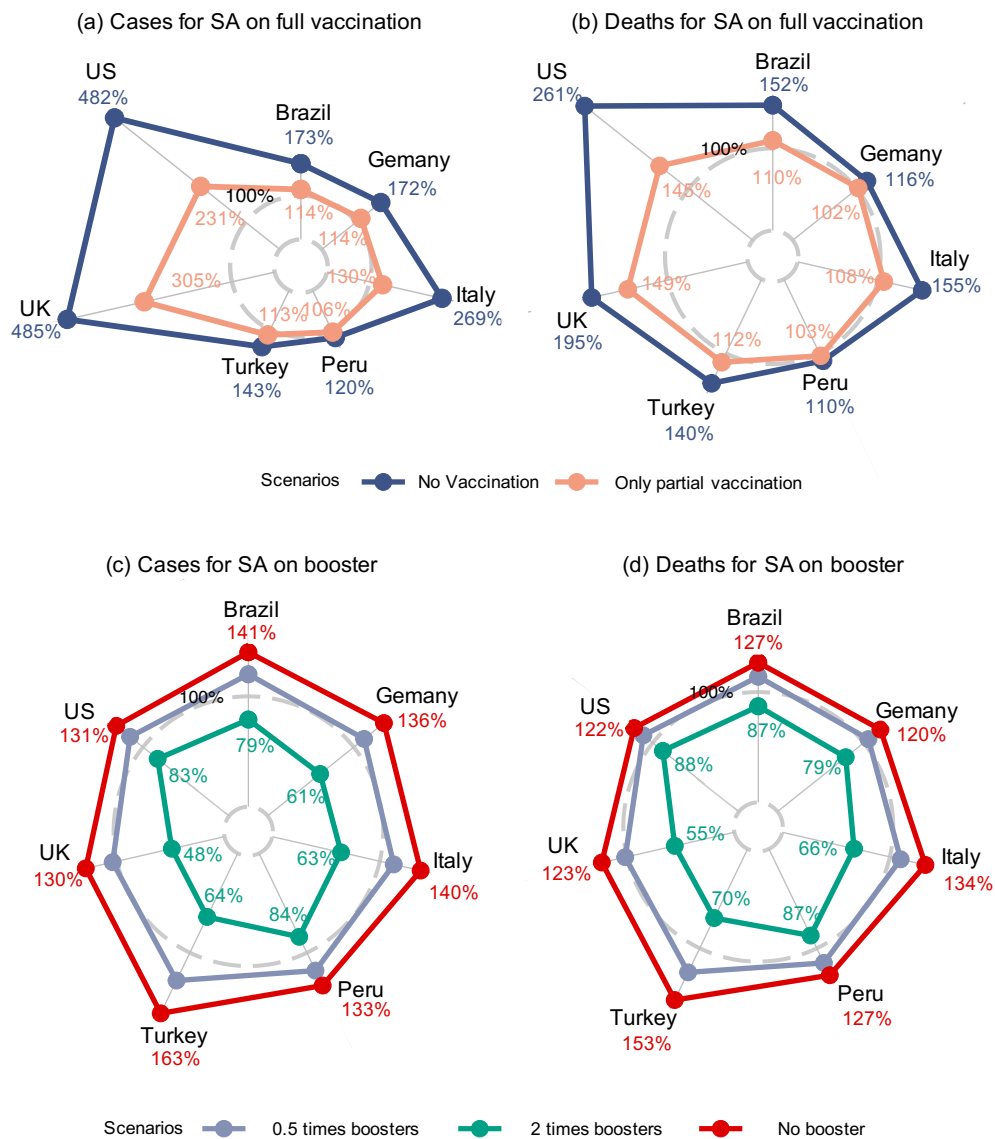 (a) Cases for SA on full vaccination
(b) Deaths for SA on full vaccination
US
482%
Brazil
173%
Gemany
172%
100%
231%
114%
114%
305%
130%
113%
106%
Italy
269%
UK
485%
Turkey
143%
Peru
120%
US
261%
Brazil
152%
100%
Gemany
116%
145%
110%
102%
149%
108%
Italy
155%
UK
195%
112%
103%
Turkey
140%
Peru
110%
Scenarios
No Vaccination
Only partial vaccination
(c) Cases for SA on booster
(d) Deaths for SA on booster
Brazil
141%
100%
US
131%
Gemany
136%
79%
83%
61%
UK
130%
48%
63%
Italy
140%
64%
84%
Peru
133%
Turkey
163%
Brazil
127%
100%
US
122%
Gemany
120%
87%
88%
79%
UK
123%
55%
66%
Italy
134%
70%
87%
Peru
127%
Turkey
153%
Scenarios
0.5 times boosters
2 times boosters
No booster